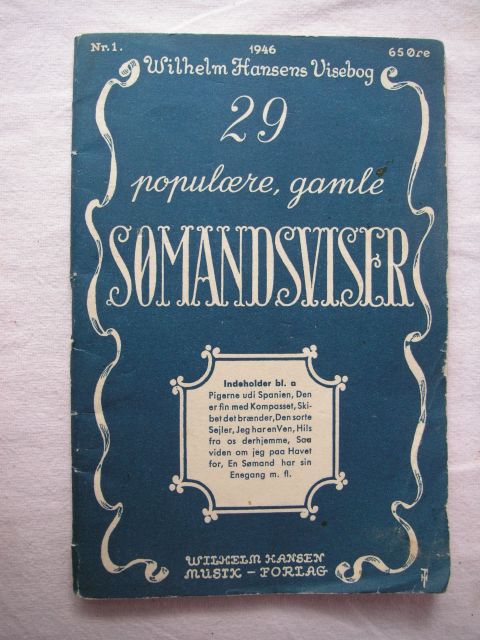 Nr. 1.
1946
65 Øre
Wilhelm Hansens Visebog
29
populære, gamle
SØMANDSVISER
Indeholder bl. a
Pigerne udi Spanien, Den
er fin med Kompasset, Ski-
bet det brænder, Den sorte
Sejler, Jeg har en Ven, Hils
fra os derhjemme, Saa
viden om jeg paa Havet
for, En Sømand har sin
Enegang m. fl.
WILHELM HANSEN
MUSIK – FORLAG